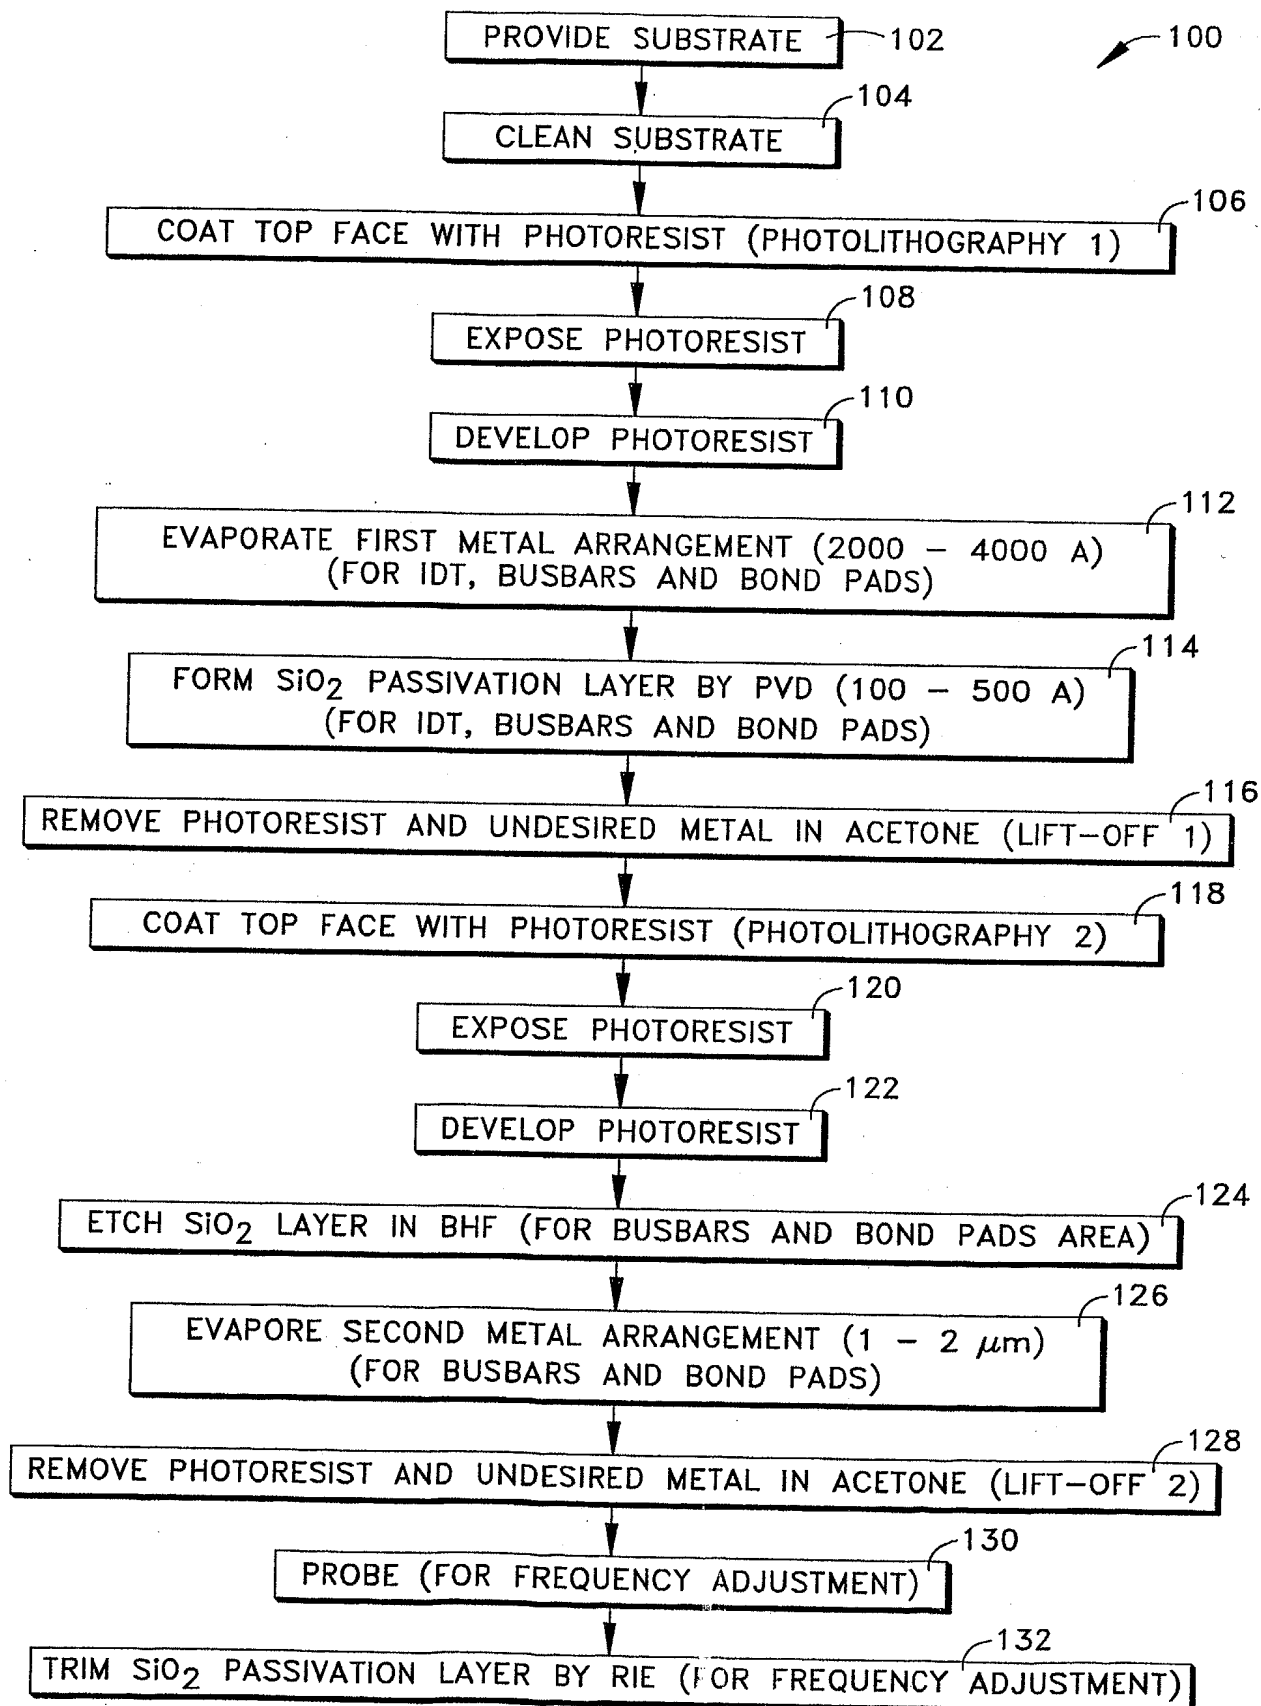 PROVIDE SUBSTRATE 102
100
104
CLEAN SUBSTRATE
106
COAT TOP FACE WITH PHOTORESIST (PHOTOLITHOGRAPHY 1)
108
EXPOSE PHOTORESIST
110
DEVELOP PHOTORESIST
112
EVAPORATE FIRST METAL ARRANGEMENT (2000 – 4000 A)
(FOR IDT, BUSBARS AND BOND PADS)
114
FORM SiO2 PASSIVATION LAYER BY PVD (100 – 500 A)
(FOR IDT, BUSBARS AND BOND PADS)
116
REMOVE PHOTORESIST AND UNDESIRED METAL IN ACETONE (LIFT–OFF 1)
118
COAT TOP FACE WITH PHOTORESIST (PHOTOLITHOGRAPHY 2)
120
EXPOSE PHOTORESIST
122
DEVELOP PHOTORESIST
124
ETCH SiO2 LAYER IN BHF (FOR BUSBARS AND BOND PADS AREA)
126
EVAPORE SECOND METAL ARRANGEMENT (1 – 2 μm)
(FOR BUSBARS AND BOND PADS)
128
REMOVE PHOTORESIST AND UNDESIRED METAL IN ACETONE (LIFT–OFF 2)
130
PROBE (FOR FREQUENCY ADJUSTMENT)
132
TRIM SiO2 PASSIVATION LAYER BY RIE (FOR FREQUENCY ADJUSTMENT)